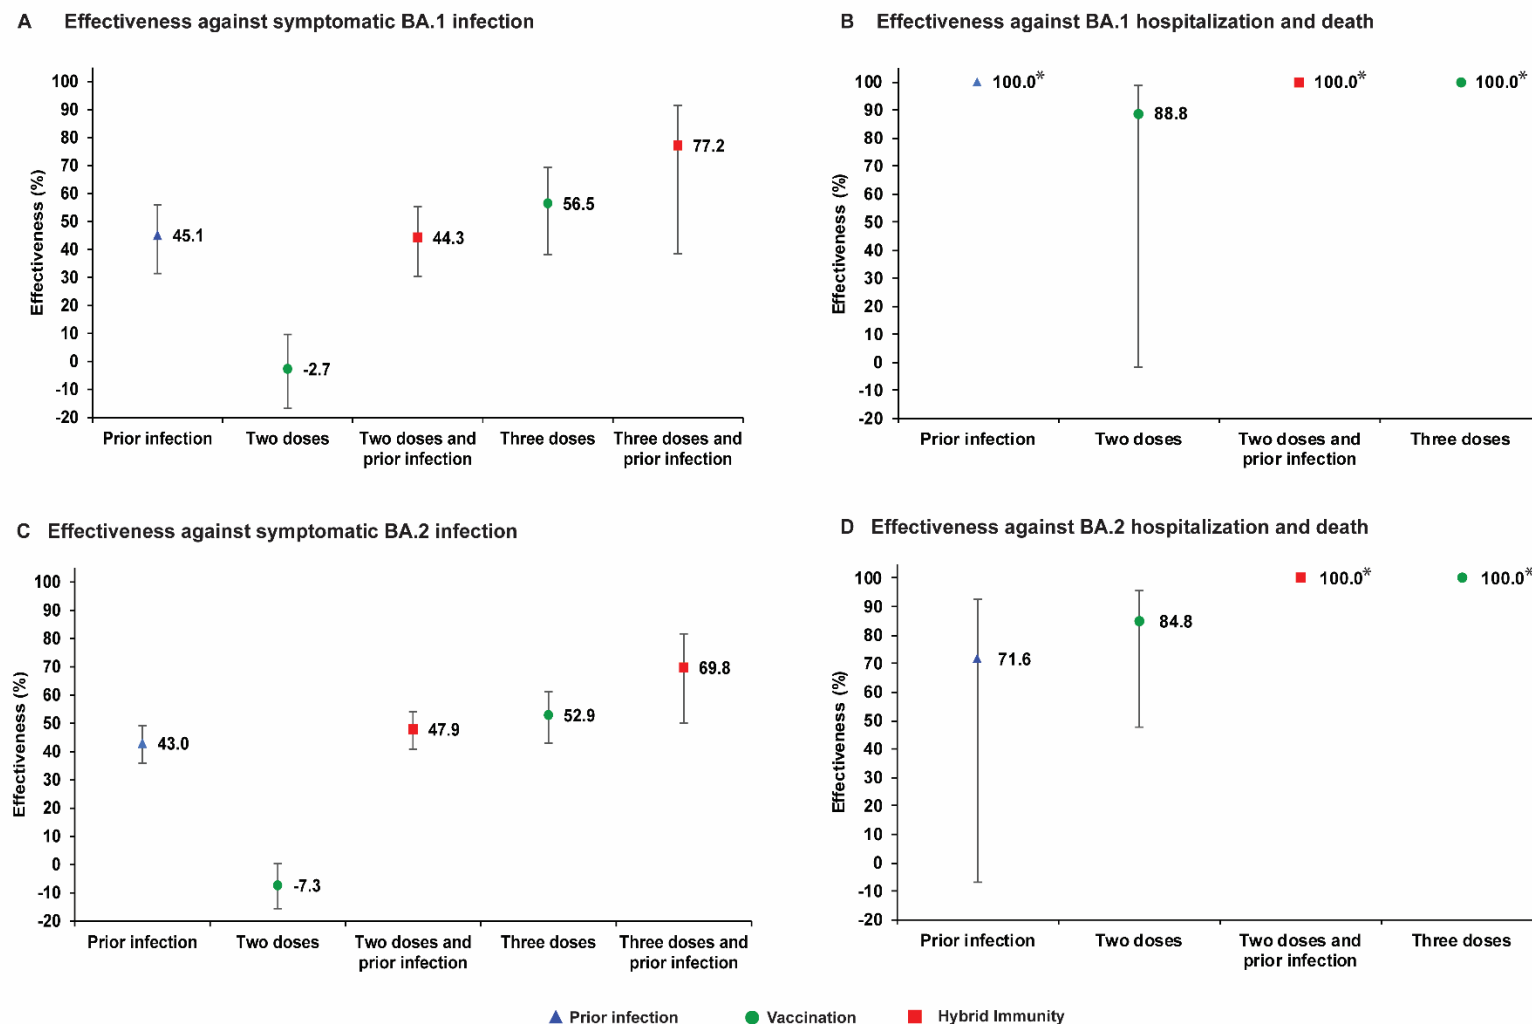 A Effectiveness against symptomatic BA.1 infection
Effectiveness (%)
100
90
80
70
60
50
40
30
20
10
0
-10
-20
45.1
-2.7
44.3
56.5
77.2
Prior infection
Two doses
Two doses and
prior infection
Three doses
Three doses and
prior infection
B Effectiveness against BA.1 hospitalization and death
Effectiveness (%)
100
90
80
70
60
50
40
30
20
10
0
-10
-20
100.0*
88.8
100.0*
100.0*
Prior infection
Two doses
Two doses and
prior infection
Three doses
C Effectiveness against symptomatic BA.2 infection
Effectiveness (%)
100
90
80
70
60
50
40
30
20
10
0
-10
-20
43.0
-7.3
47.9
52.9
69.8
Prior infection
Two doses
Two doses and
prior infection
Three doses
Three doses and
prior infection
D Effectiveness against BA.2 hospitalization and death
Effectiveness (%)
100
90
80
70
60
50
40
30
20
10
0
-10
-20
71.6
84.8
100.0*
100.0*
Prior infection
Two doses
Two doses and
prior infection
Three doses
Prior infection
Vaccination
Hybrid Immunity